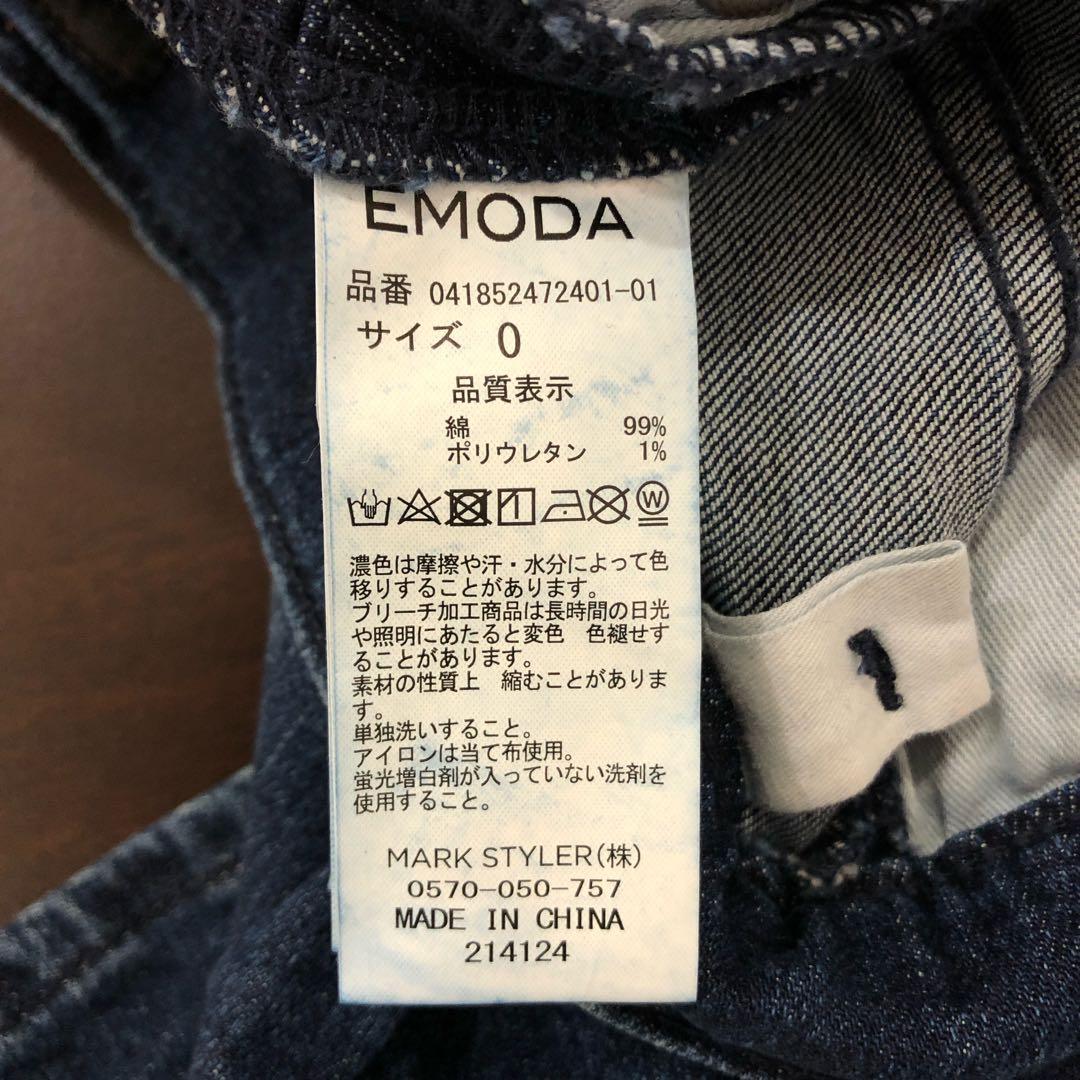 EMODA
品番 041852472401-01
サイズ 0
品質表示
綿 99%
ポリウレタン 1%
W
濃色は摩擦や汗・水分によって色
移りすることがあります。
ブリーチ加工商品は長時間の日光
や照明にあたると変色 色褪せす
ることがあります。
素材の性質上 縮むことがありま
す。
単独洗いすること。
アイロンは当て布使用。
蛍光増白剤が入っていない洗剤を
使用すること。
MARK STYLER(株)
0570-050-757
MADE IN CHINA
214124